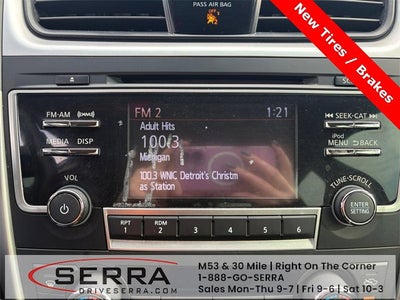 PASS AIR BAG
New Tires / Brakes
FM 2
1:21
Adult Hits
100/3
Michigan
100.3 WNIC Detroit's Christm
as Station
FM•AM
MEDIA
DISP
VOL
SEEK•CAT
iPod
MENU
BACK
TUNE•SCROLL
ENTER
SETTING
RPT
RDM
1
2
3
4
5
6
SERRA
DRIVESERRA.COM
M53 & 30 Mile | Right On The Corner
1-888-GO-SERRA
Sales Mon-Thu 9-7 | Fri 9-6 | Sat 10-3